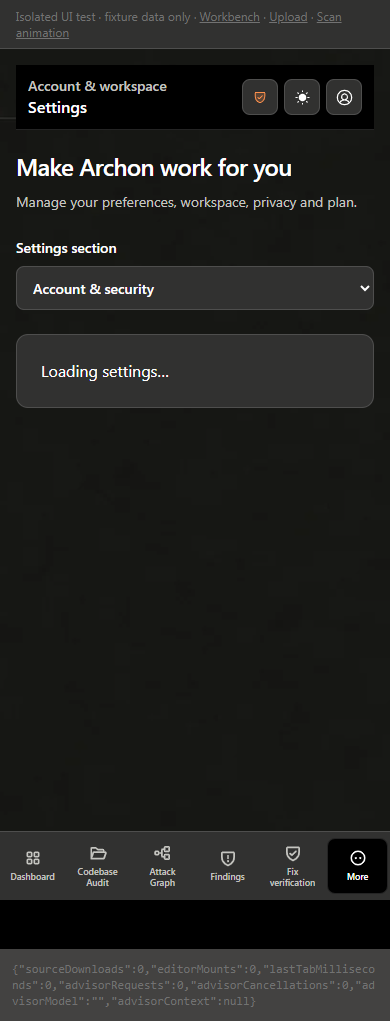 Isolated UI test · fixture data only · Workbench · Upload · Scan
animation
Account & workspace
Settings
Make Archon work for you
Manage your preferences, workspace, privacy and plan.
Settings section
Account & security
Loading settings...
Dashboard
Codebase
Audit
Attack
Graph
Findings
Fix
verification
More
{"sourceDownloads":0,"editorMounts":0,"lastTabMilliseco
nds":0,"advisorRequests":0,"advisorCancellations":0,"ad
visorModel":"","advisorContext":null}